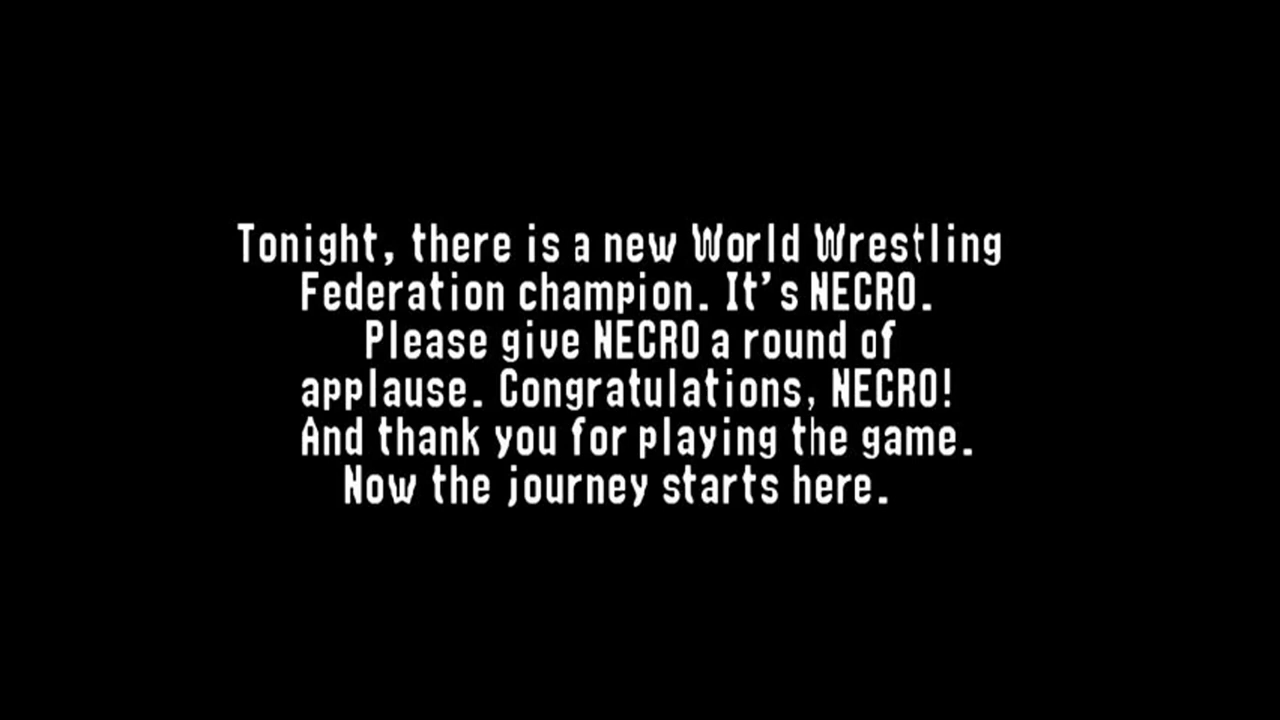 Tonight, there is a new World Wrestling
Federation champion. It's NECRO.
Please give NECRO a round of
applause. Congratulations, NECRO!
And thank you for playing the game.
Now the journey starts here.